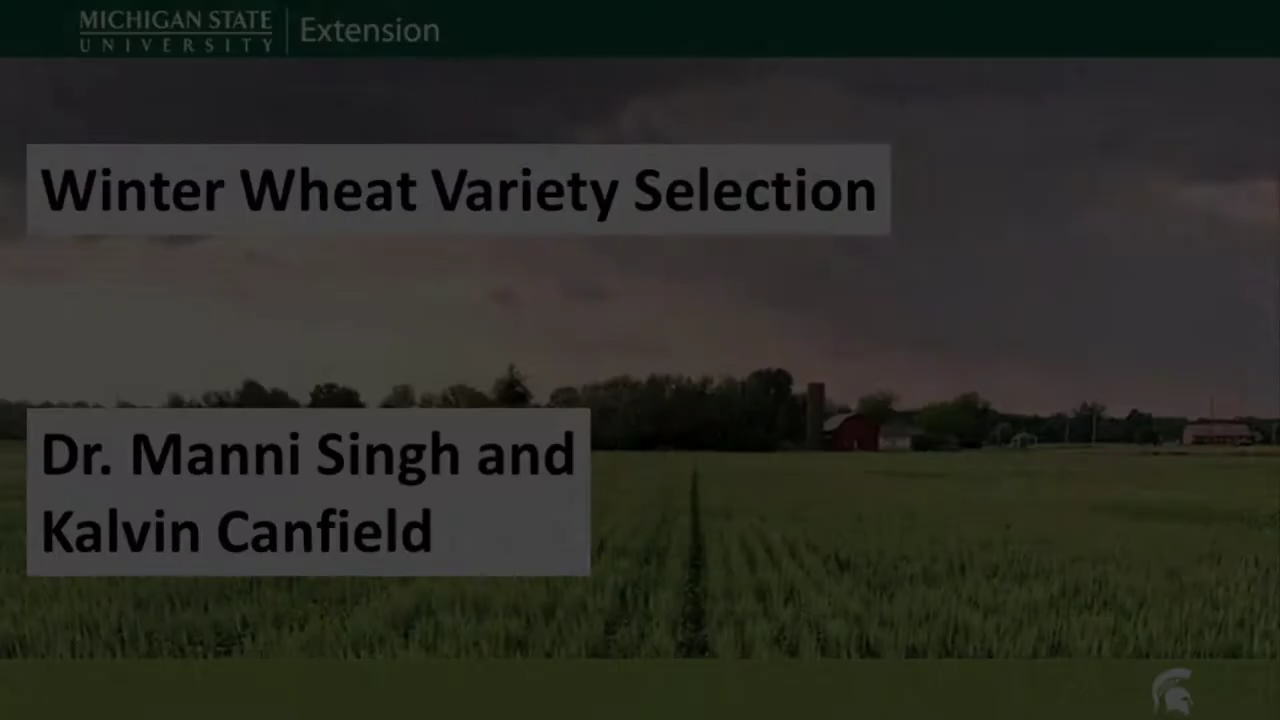 MICHIGAN STATE
UNIVERSITY
Extension
Winter Wheat Variety Selection
Dr. Manni Singh and
Kalvin Canfield